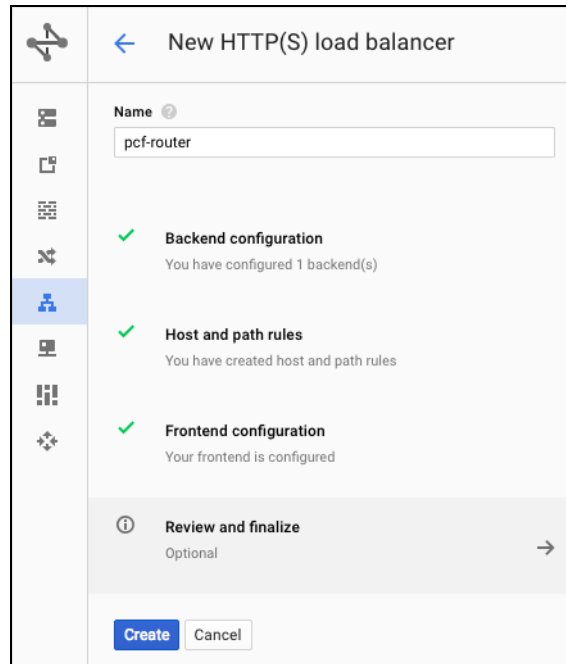 New HTTP(S) load balancer
Name ?
pcf-router
Backend configuration
You have configured 1 backend(s)
Host and path rules
You have created host and path rules
Frontend configuration
Your frontend is configured
Review and finalize
Optional
Create Cancel